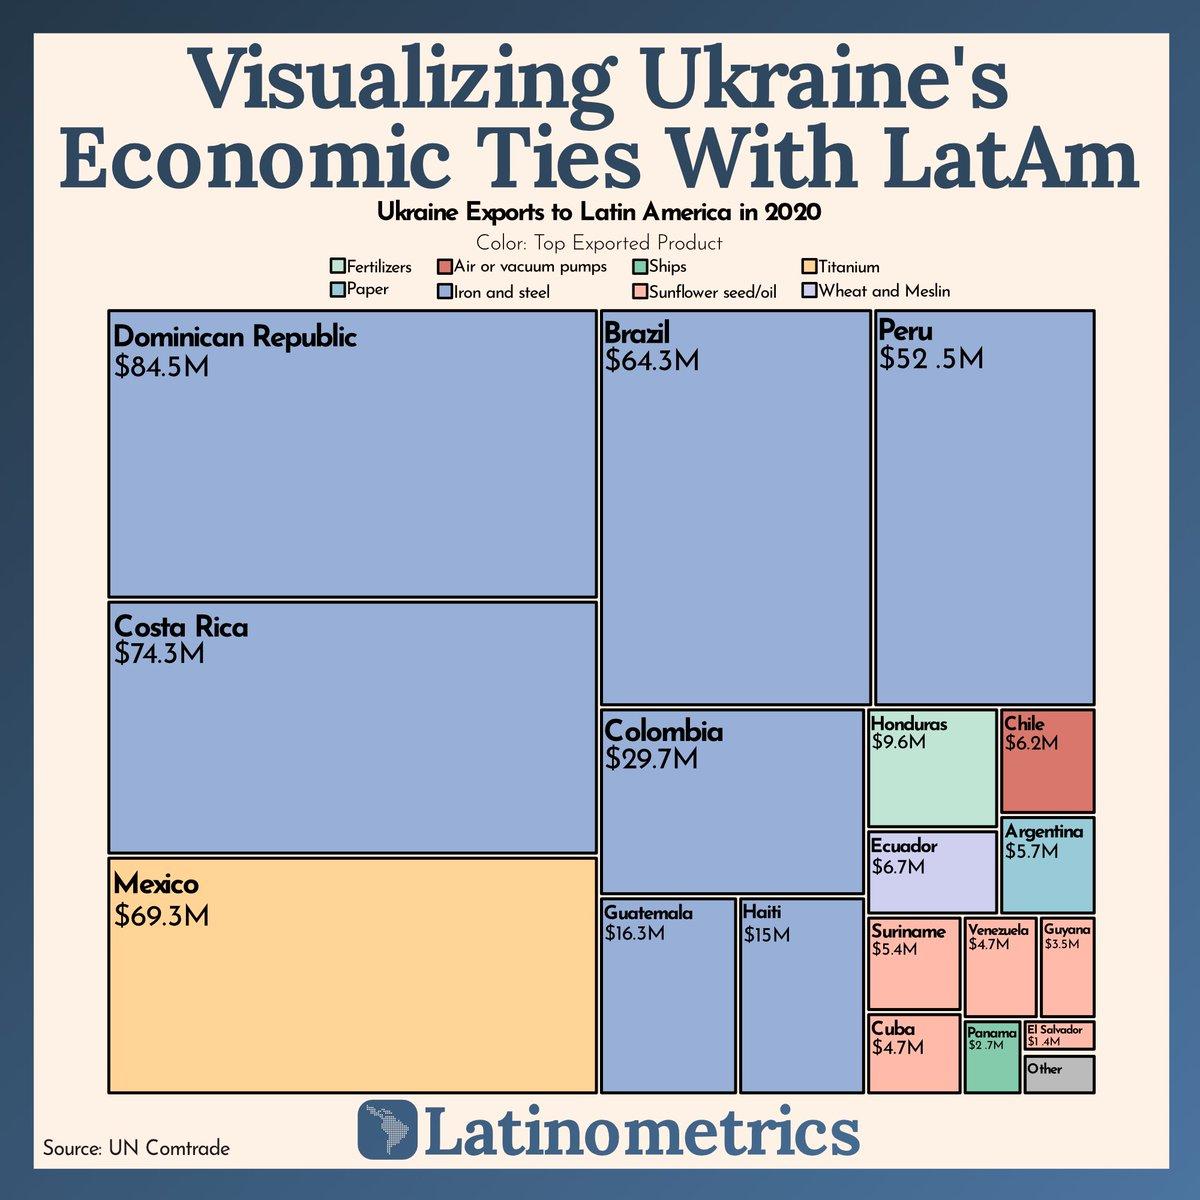 Visualizing Ukraine's
Economic Ties With LatAm
Ukraine Exports to Latin America in 2020
Color: Top Exported Product
Fertilizers Air or vacuum pumps Ships Titanium
Paper Iron and steel Sunflower seed/oil Wheat and Meslin
Dominican Republic
$84.5M
Brazil
$64.3M
Peru
$52 .5M
Costa Rica
$74.3M
Mexico
$69.3M
Colombia
$29.7M
Guatemala
$16.3M
Haiti
$15M
Honduras
$9.6M
Chile
$6.2M
Ecuador
$6.7M
Argentina
$5.7M
Suriname
$5.4M
Venezuela
$4.7M
Guyana
$3.5M
Cuba
$4.7M
Panama
$2 .7M
El Salvador
$1 .4M
Other
Latinometrics
Source: UN Comtrade